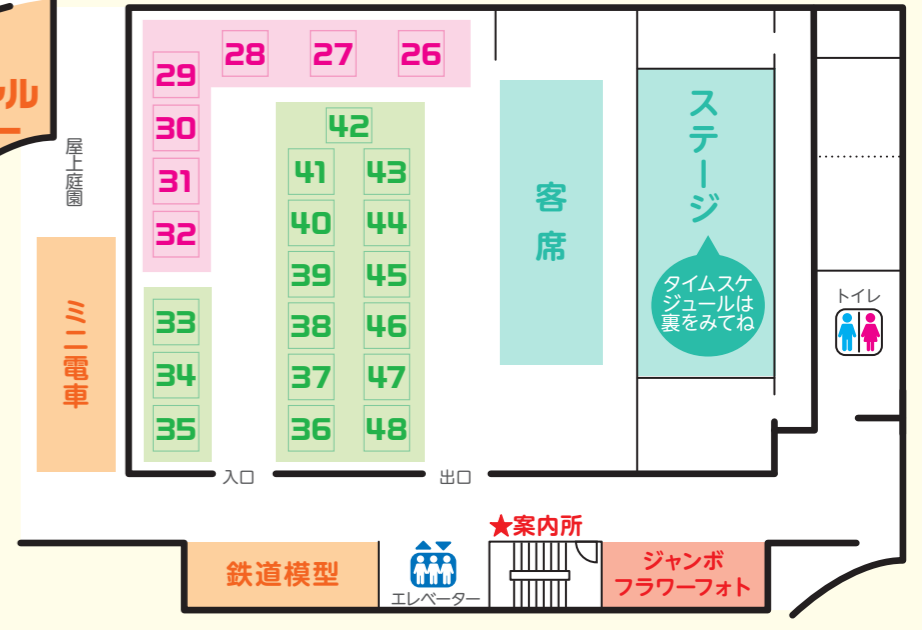 ル
ー
屋上庭園
ミニ電車
28
27
26
29
30
31
32
33
34
35
42
41
43
40
44
39
45
38
46
37
47
36
48
客席
ステージ
タイムスケ
ジュールは
裏をみてね
トイレ
入口
出口
★案内所
鉄道模型
エレベーター
ジャンボ
フラワーフォト